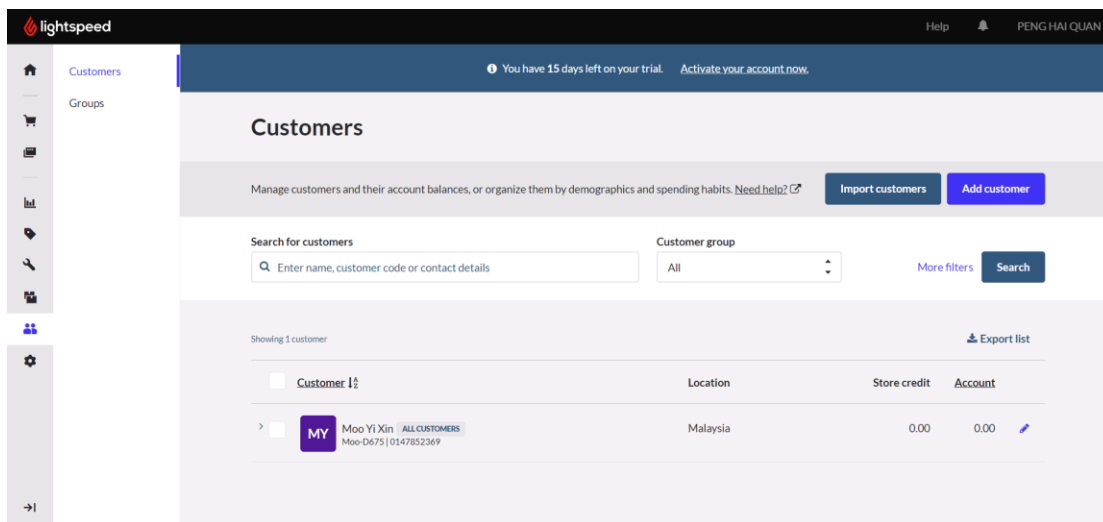 lightspeed
Help
PENG HAI QUAN
Customers
Groups
You have 15 days left on your trial. Activate your account now.
Customers
Manage customers and their account balances, or organize them by demographics and spending habits. Need help?
Import customers
Add customer
Search for customers
Customer group
Enter name, customer code or contact details
All
More filters
Search
Showing 1 customer
Export list
Customer
Location
Store credit
Account
MY
Moo Yi Xin ALL CUSTOMERS
Moo-D675 | 0147852369
Malaysia
0.00
0.00